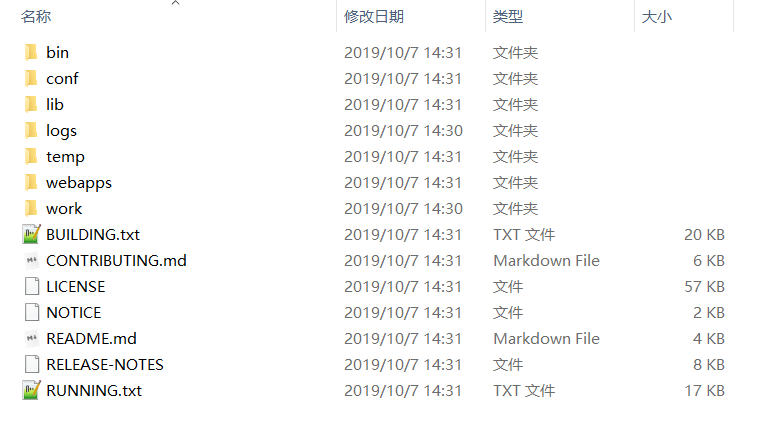 名称 修改日期 类型 大小
bin 2019/10/7 14:31 文件夹
conf 2019/10/7 14:31 文件夹
lib 2019/10/7 14:31 文件夹
logs 2019/10/7 14:30 文件夹
temp 2019/10/7 14:31 文件夹
webapps 2019/10/7 14:31 文件夹
work 2019/10/7 14:30 文件夹
BUILDING.txt 2019/10/7 14:31 TXT 文件 20 KB
CONTRIBUTING.md 2019/10/7 14:31 Markdown File 6 KB
LICENSE 2019/10/7 14:31 文件 57 KB
NOTICE 2019/10/7 14:31 文件 2 KB
README.md 2019/10/7 14:31 Markdown File 4 KB
RELEASE-NOTES 2019/10/7 14:31 文件 8 KB
RUNNING.txt 2019/10/7 14:31 TXT 文件 17 KB